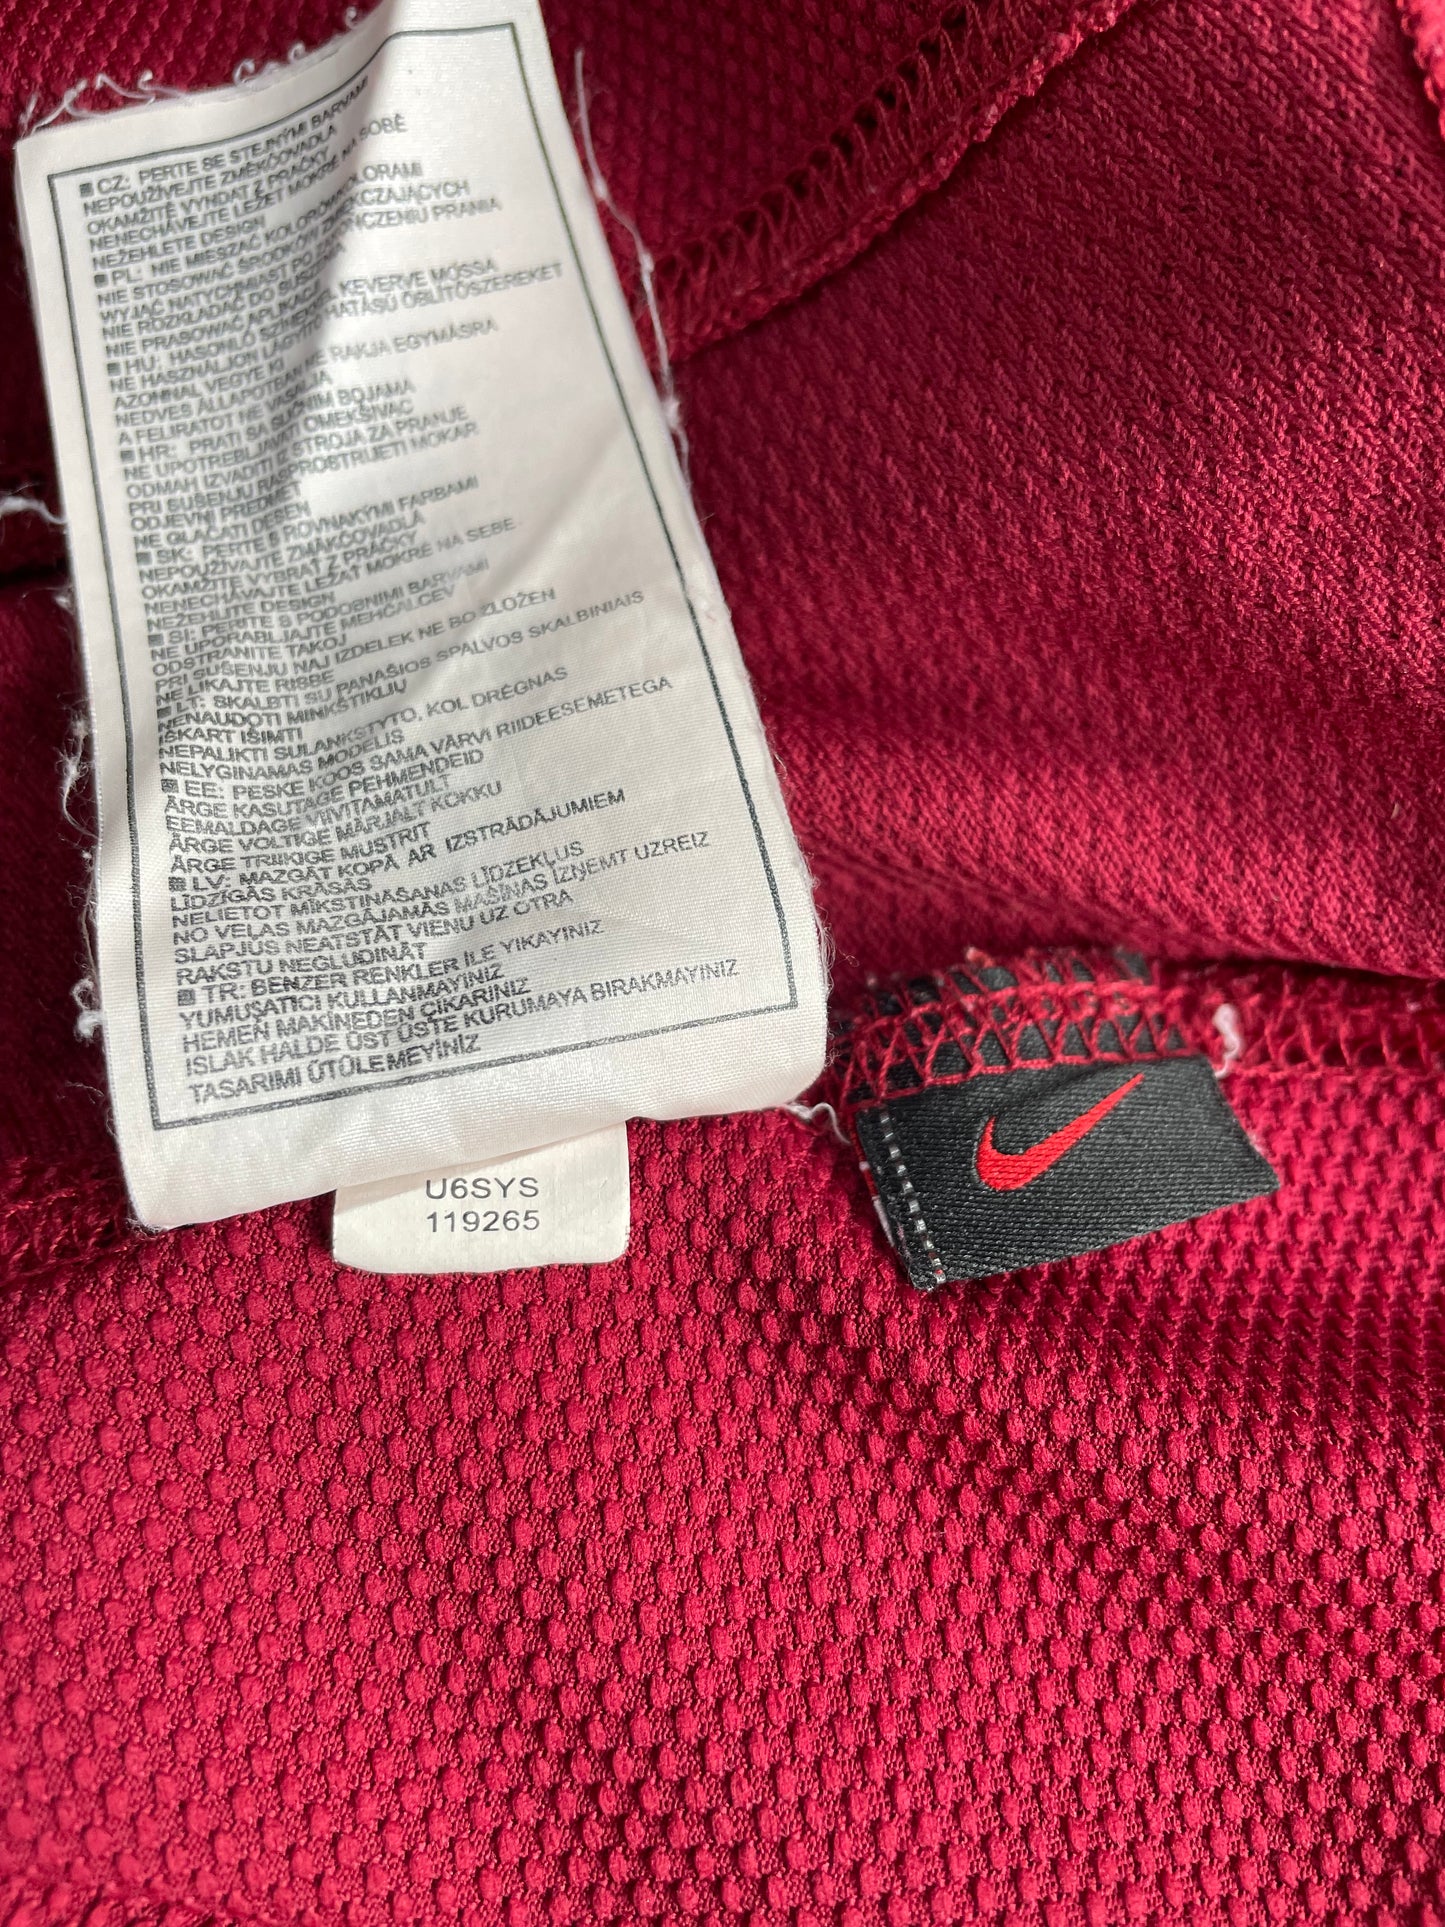 CZ: PERTE SE STEJNÝMI BARVAMI
NEPOUŽÍVEJTE ZMĚKČOVADLA
OKAMŽITĚ VYNDAT Z PRAČKY
NENECHÁVEJTE LEŽET MOKRÉ NA SOBĚ
NEŽEHLETE DESIGN
PL: NIE MIESZAĆ KOLORÓW KOLORAMI
NIE STOSOWAĆ ŚRODKÓW ZMIĘKCZAJĄCYCH
WYJĄĆ NATYCHMIAST PO ZAKOŃCZENIU PRANIA
NIE ROZKŁADAĆ DO SUSZENIA
NIE PRASOWAĆ APLIKACJI
HU: HASONLÓ SZÍNEKKEL KEVERVE MOSSA
NE HASZNÁLJON LÁGYÍTÓ HATÁSÚ ÖBLÍTŐSZEREKET
AZONNAL VEGYE KI
NEDVES ÁLLAPOTBAN NE RAKJA EGYMÁSRA
A FELIRATOT NE VASALJA
HR: PRATI SA SLIČNIM BOJAMA
NE UPOTREBLJAVATI OMEKŠIVAČ
ODMAH IZVADITI STROJA ZA PRANJE
PRI SUŠENJU RASPROSTRIJETI MOKAR
ODJEVNI PREDMET
NE GLAČATI DESEN
SK: PERTE S ROVNAKÝMI FARBAMI
NEPOUŽÍVAJTE ZMÄKČOVADLÁ
OKAMŽITE VYBRAŤ Z PRÁČKY
NENECHÁVAJTE LEŽAŤ MOKRÉ NA SEBE
NEŽEHLITE DESIGN
SI: PERITE S PODOBNIMI BARVAMI
NE UPORABLJAJTE MEHČALCEV
ODSTRANITE TAKOJ
PRI SUŠENJU NAJ IZDELEK NE BO ZLOŽEN
NE LIKAJTE RISBE
LT: SKALBTI SU PANAŠIOS SPALVOS SKALBINIAIS
NENAUDOTI MINKŠTIKLIŲ
IŠKART IŠIMTI
NEPALIKTI SULANKSTYTO, KOL DRĖGNAS
NELYGINAMAS MODELIS
EE: PESKE KOOS SAMA VÄRVI RIIDEESEMETEGA
ÄRGE KASUTAGE PEHMENDEID
EEMALDAGE VIIVITAMATULT
ÄRGE VOLTIGE MÄRJALT KOKKU
ÄRGE TRIIKIGE MUSTRIT
LV: MAZGĀT KOPĀ AR IZSTRĀDĀJUMIEM
LĪDZĪGĀS KRĀSĀS
NELIETOT MĪKSTINAŠANAS LĪDZEKĻUS
NO VEĻAS MAZGĀJAMĀS MAŠĪNAS IZŅEMT UZREIZ
SLAPJUS NEATSTĀT VIENU UZ OTRA
RAKSTU NEGLUDINĀT
TR: BENZER RENKLER İLE YIKAYINIZ
YUMUŞATICI KULLANMAYINIZ
HEMEN MAKİNEDEN ÇIKARINIZ
ISLAK HALDE ÜST ÜSTE KURUMAYA BIRAKMAYINIZ
TASARIMI ÜTÜLEMEYİNİZ
U6SYS
119265